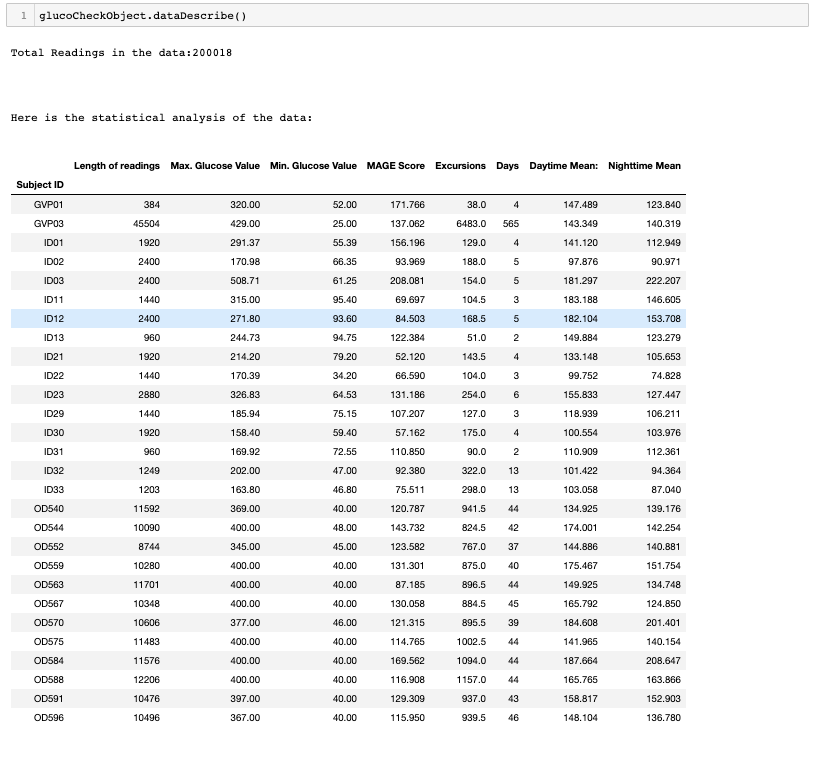 1 glucoCheckObject.dataDescribe()
Total Readings in the data:200018
Here is the statistical analysis of the data:
Length of readings Max. Glucose Value Min. Glucose Value MAGE Score Excursions Days Daytime Mean: Nighttime Mean
Subject ID
GVP01 384 320.00 52.00 171.766 38.0 4 147.489 123.840
GVP03 45504 429.00 25.00 137.062 6483.0 565 143.349 140.319
ID01 1920 291.37 55.39 156.196 129.0 4 141.120 112.949
ID02 2400 170.98 66.35 93.969 188.0 5 97.876 90.971
ID03 2400 508.71 61.25 208.081 154.0 5 181.297 222.207
ID11 1440 315.00 95.40 69.697 104.5 3 183.188 146.605
ID12 2400 271.80 93.60 84.503 168.5 5 182.104 153.708
ID13 960 244.73 94.75 122.384 51.0 2 149.884 123.279
ID21 1920 214.20 79.20 52.120 143.5 4 133.148 105.653
ID22 1440 170.39 34.20 66.590 104.0 3 99.752 74.828
ID23 2880 326.83 64.53 131.186 254.0 6 155.833 127.447
ID29 1440 185.94 75.15 107.207 127.0 3 118.939 106.211
ID30 1920 158.40 59.40 57.162 175.0 4 100.554 103.976
ID31 960 169.92 72.55 110.850 90.0 2 110.909 112.361
ID32 1249 202.00 47.00 92.380 322.0 13 101.422 94.364
ID33 1203 163.80 46.80 75.511 298.0 13 103.058 87.040
OD540 11592 369.00 40.00 120.787 941.5 44 134.925 139.176
OD544 10090 400.00 48.00 143.732 824.5 42 174.001 142.254
OD552 8744 345.00 45.00 123.582 767.0 37 144.886 140.881
OD559 10280 400.00 40.00 131.301 875.0 40 175.467 151.754
OD563 11701 400.00 40.00 87.185 896.5 44 149.925 134.748
OD567 10348 400.00 40.00 130.058 884.5 45 165.792 124.850
OD570 10606 377.00 46.00 121.315 895.5 39 184.608 201.401
OD575 11483 400.00 40.00 114.765 1002.5 44 141.965 140.154
OD584 11576 400.00 40.00 169.562 1094.0 44 187.664 208.647
OD588 12206 400.00 40.00 116.908 1157.0 44 165.765 163.866
OD591 10476 397.00 40.00 129.309 937.0 43 158.817 152.903
OD596 10496 367.00 40.00 115.950 939.5 46 148.104 136.780